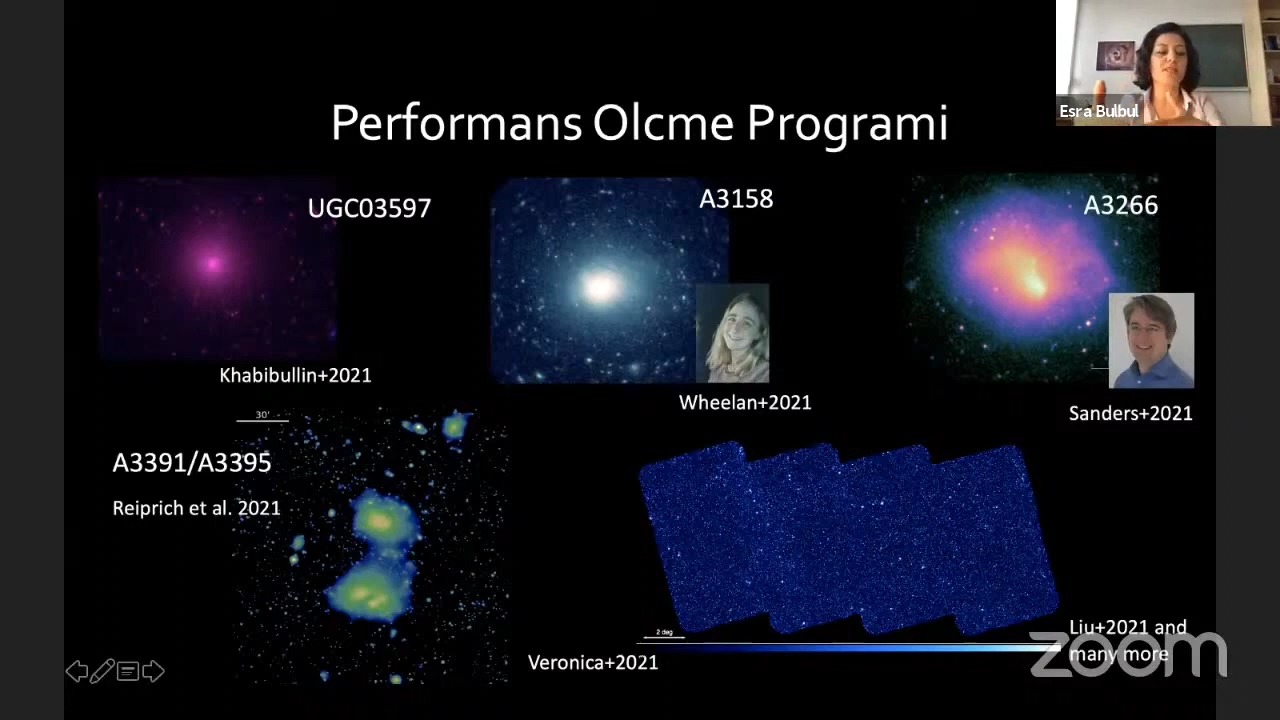 Performans Olcme Programi
Esra Bulbul
UGC03597
A3158
A3266
Khabibullin+2021
Wheelan+2021
Sanders+2021
30'
A3391/A3395
Reiprich et al. 2021
2 deg
Veronica+2021
Liu+2021 and
many more
zoom